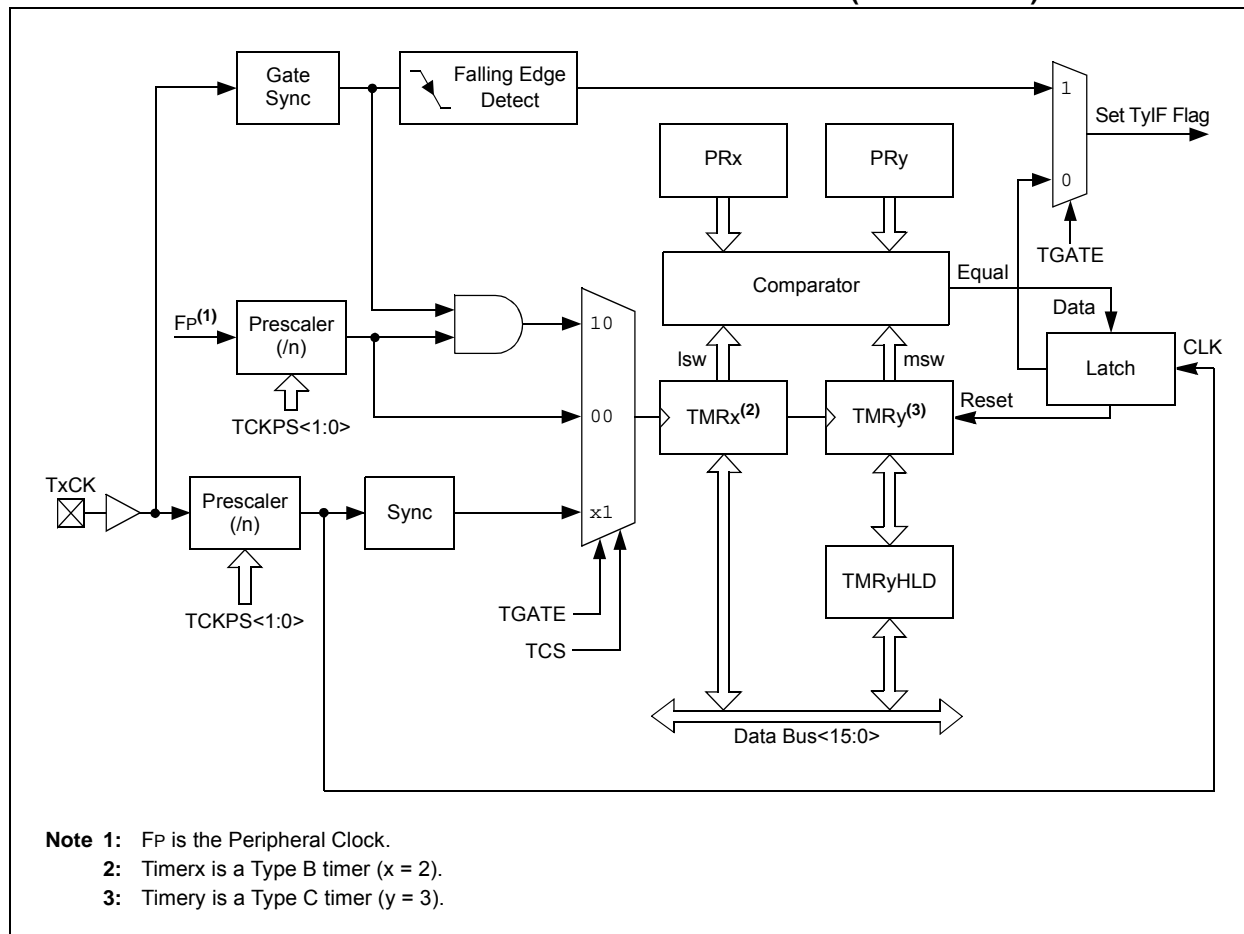 Gate
Sync
Falling Edge
Detect
1
Set TyIF Flag
PRx
PRy
0
TGATE
Comparator
Equal
Data
FP(1)
Prescaler
(/n)
10
lsw
msw
Latch
CLK
TCKPS<1:0>
00
TMRx(2)
TMRy(3)
Reset
TxCK
Prescaler
(/n)
Sync
x1
TMRyHLD
TCKPS<1:0>
TGATE
TCS
Data Bus<15:0>
Note 1: FP is the Peripheral Clock.
2: Timerx is a Type B timer (x = 2).
3: Timery is a Type C timer (y = 3).